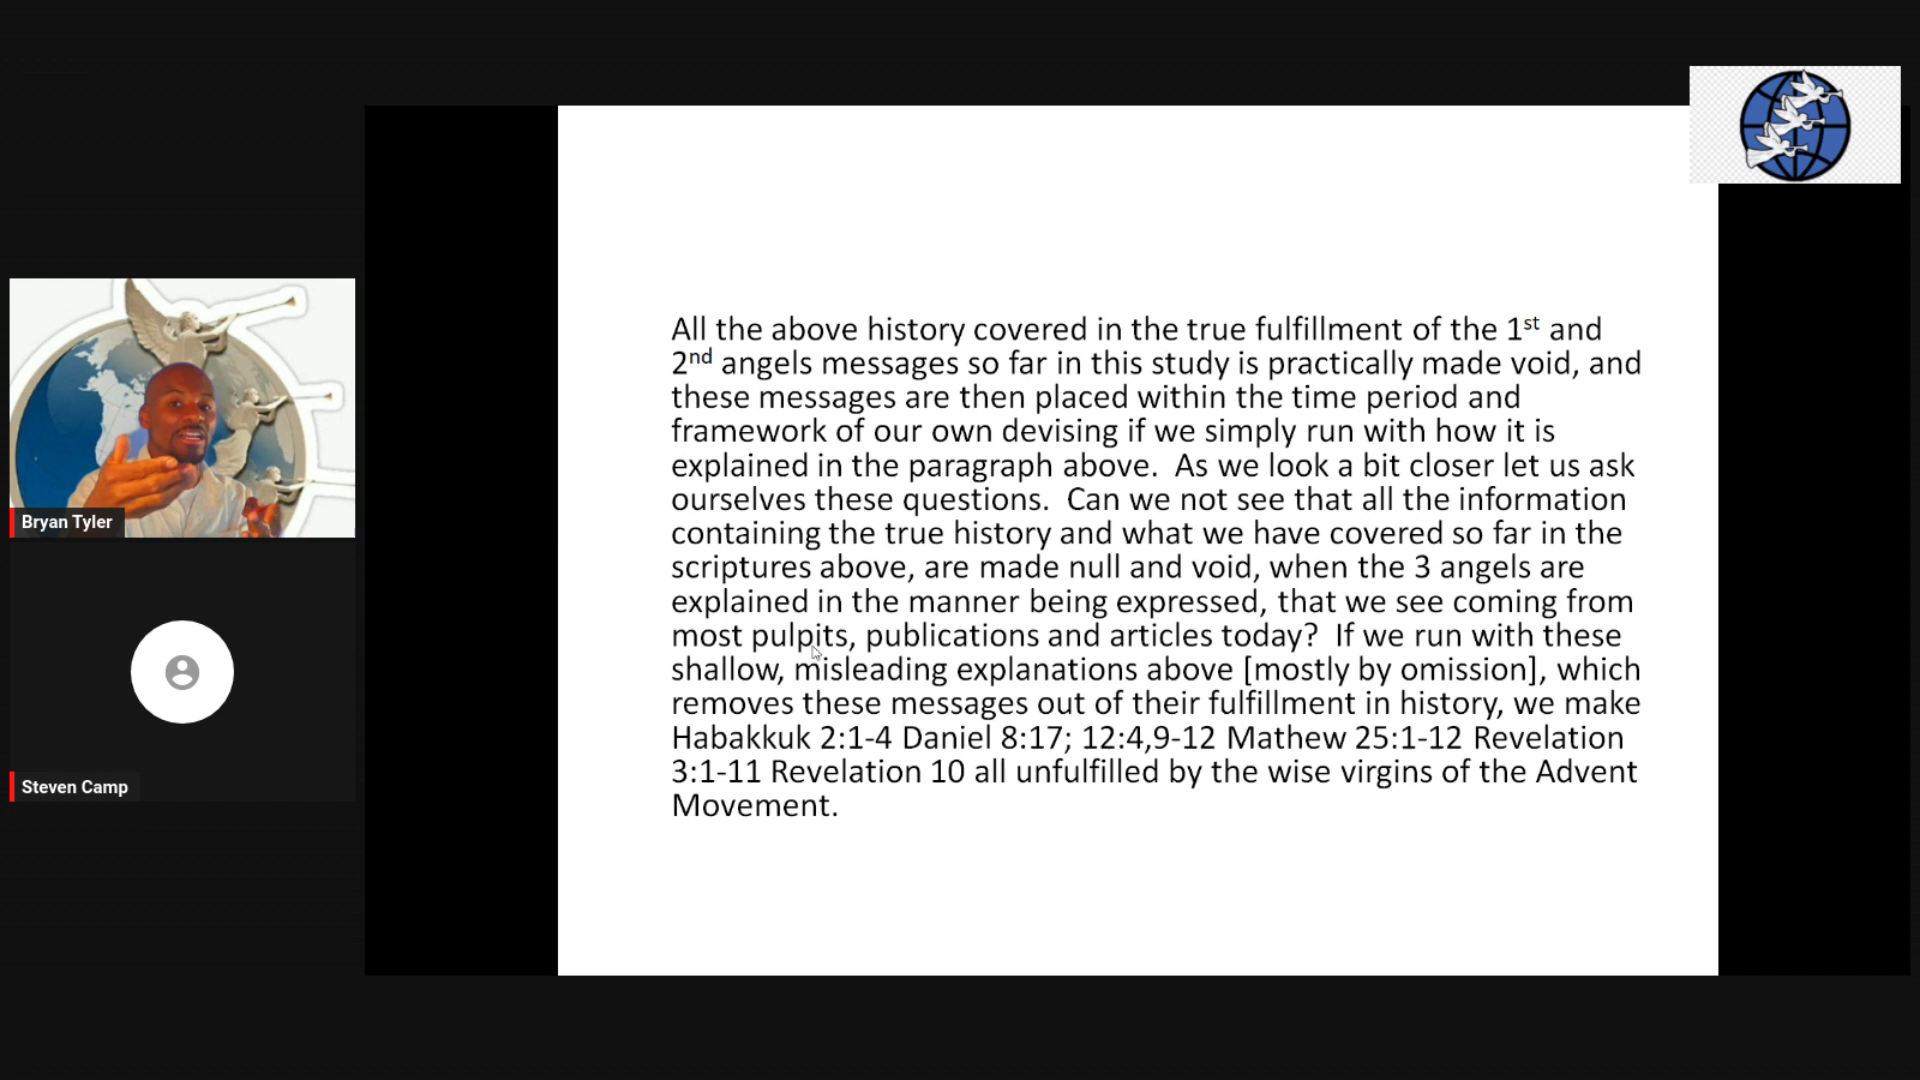 All the above history covered in the true fulfillment of the 1st and
2nd angels messages so far in this study is practically made void, and
these messages are then placed within the time period and
framework of our own devising if we simply run with how it is
explained in the paragraph above.  As we look a bit closer let us ask
ourselves these questions.  Can we not see that all the information
containing the true history and what we have covered so far in the
scriptures above, are made null and void, when the 3 angels are
explained in the manner being expressed, that we see coming from
most pulpits, publications and articles today?  If we run with these
shallow, misleading explanations above [mostly by omission], which
removes these messages out of their fulfillment in history, we make
Habakkuk 2:1-4 Daniel 8:17; 12:4,9-12 Mathew 25:1-12 Revelation
3:1-11 Revelation 10 all unfulfilled by the wise virgins of the Advent
Movement.
Bryan Tyler
Steven Camp